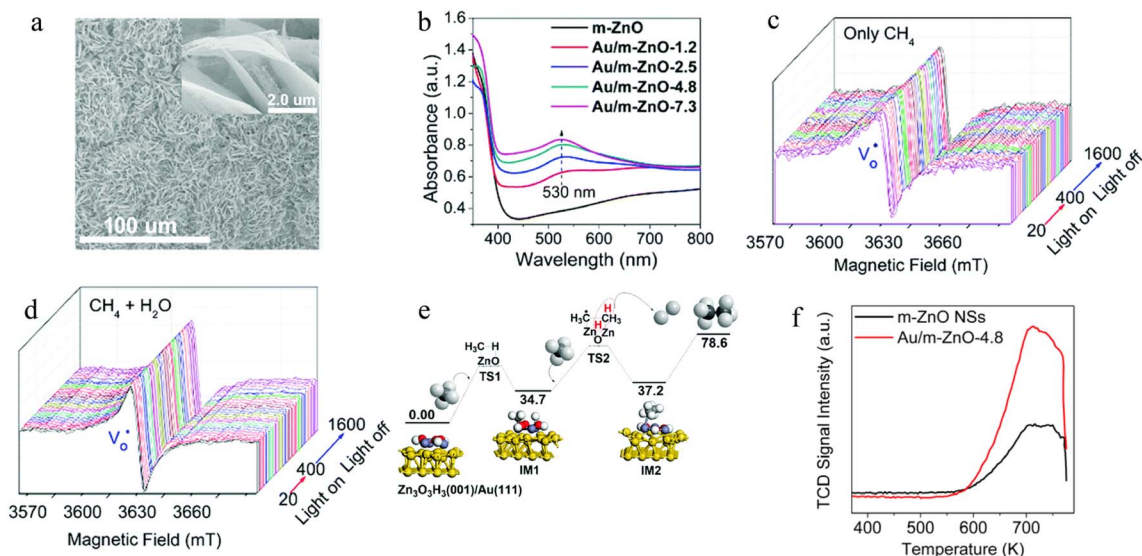 a
100 um
2.0 um
b
Absorbance (a.u.)
1.6
1.4
1.2
1.0
0.8
0.6
0.4
m-ZnO
Au/m-ZnO-1.2
Au/m-ZnO-2.5
Au/m-ZnO-4.8
Au/m-ZnO-7.3
530 nm
400 500 600 700 800
Wavelength (nm)
c
Only CH₄
Vₒ•
3570 3600 3630 3660
Magnetic Field (mT)
20 400 1600
Light on Light off
d
CH₄ + H₂O
Vₒ•
3570 3600 3630 3660
Magnetic Field (mT)
20 400 1600
Light on Light off
e
0.00
Zn₃O₃H₃(001)/Au(111)
H₃C H
ZnO
TS1
34.7
IM1
H
H₃C CH₃
H
Zn Zn
O
TS2
37.2
IM2
78.6
f
TCD Signal Intensity (a.u.)
m-ZnO NSs
Au/m-ZnO-4.8
400 500 600 700
Temperature (K)